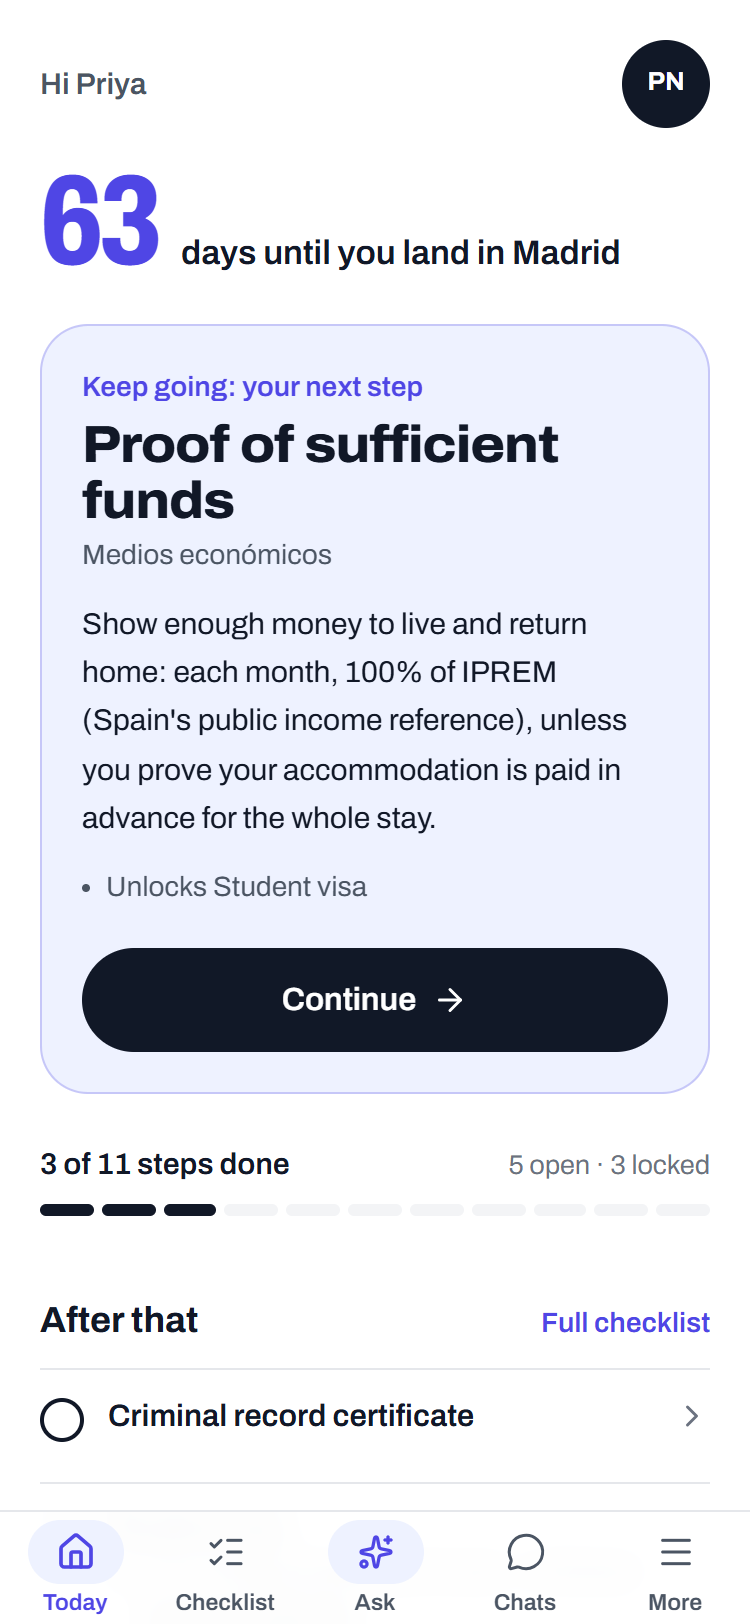 Hi Priya
PN
63 days until you land in Madrid
Keep going: your next step
Proof of sufficient
funds
Medios económicos
Show enough money to live and return
home: each month, 100% of IPREM
(Spain's public income reference), unless
you prove your accommodation is paid in
advance for the whole stay.
• Unlocks Student visa
Continue →
3 of 11 steps done
5 open · 3 locked
After that
Full checklist
Criminal record certificate
Today
Checklist
Ask
Chats
More